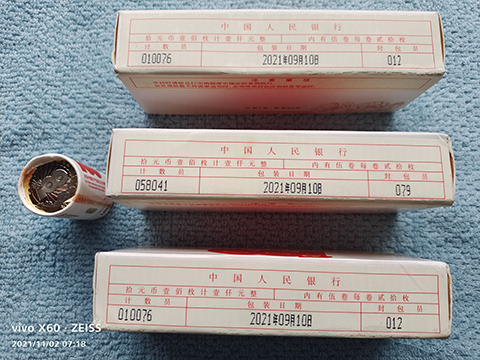 中国人民银行
拾元币壹佰枚计壹仟元整 内有伍卷每卷贰拾枚
计数员 包装日期 封包员
010076 2021年09月10日 012
中国人民银行
拾元币壹佰枚计壹仟元整 内有伍卷每卷贰拾枚
计数员 包装日期 封包员
058041 2021年09月10日 079
中国人民银行
拾元币壹佰枚计壹仟元整 内有伍卷每卷贰拾枚
计数员 包装日期 封包员
010076 2021年09月10日 012
vivo X60 ZEISS
2021/11/02 07:18